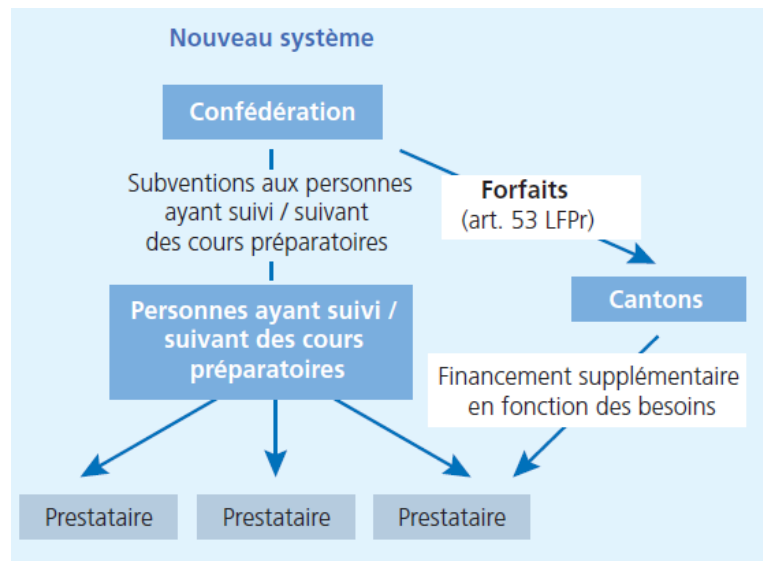 Nouveau système
Confédération
Subventions aux personnes
ayant suivi / suivant
des cours préparatoires
Forfaits
(art. 53 LFPr)
Personnes ayant suivi /
suivant des cours
préparatoires
Cantons
Financement supplémentaire
en fonction des besoins
Prestataire
Prestataire
Prestataire